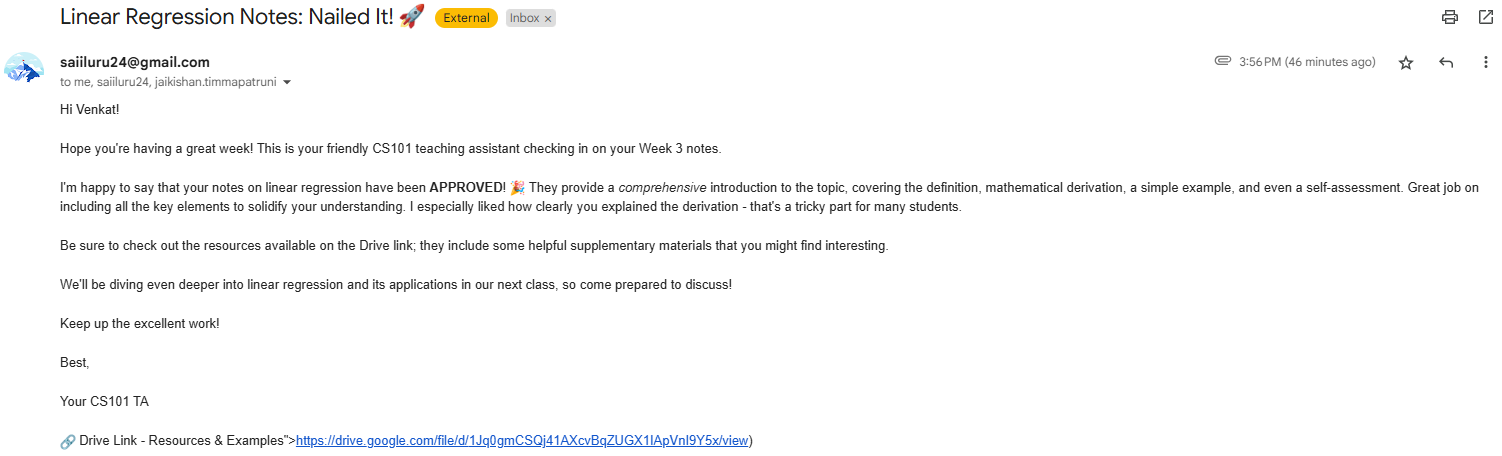 Linear Regression Notes: Nailed It! 🚀 External Inbox ×
saiiluru24@gmail.com 3:56 PM (46 minutes ago)
to me, saiiluru24, jaikishan.timmapatruni
Hi Venkat!
Hope you're having a great week! This is your friendly CS101 teaching assistant checking in on your Week 3 notes.
I'm happy to say that your notes on linear regression have been APPROVED! 🎉 They provide a comprehensive introduction to the topic, covering the definition, mathematical derivation, a simple example, and even a self-assessment. Great job on
including all the key elements to solidify your understanding. I especially liked how clearly you explained the derivation - that's a tricky part for many students.
Be sure to check out the resources available on the Drive link; they include some helpful supplementary materials that you might find interesting.
We'll be diving even deeper into linear regression and its applications in our next class, so come prepared to discuss!
Keep up the excellent work!
Best,
Your CS101 TA
🔗 Drive Link - Resources & Examples">https://drive.google.com/file/d/1Jq0gmCSQj41AXcvBqZUGX1IApVnI9Y5x/view)